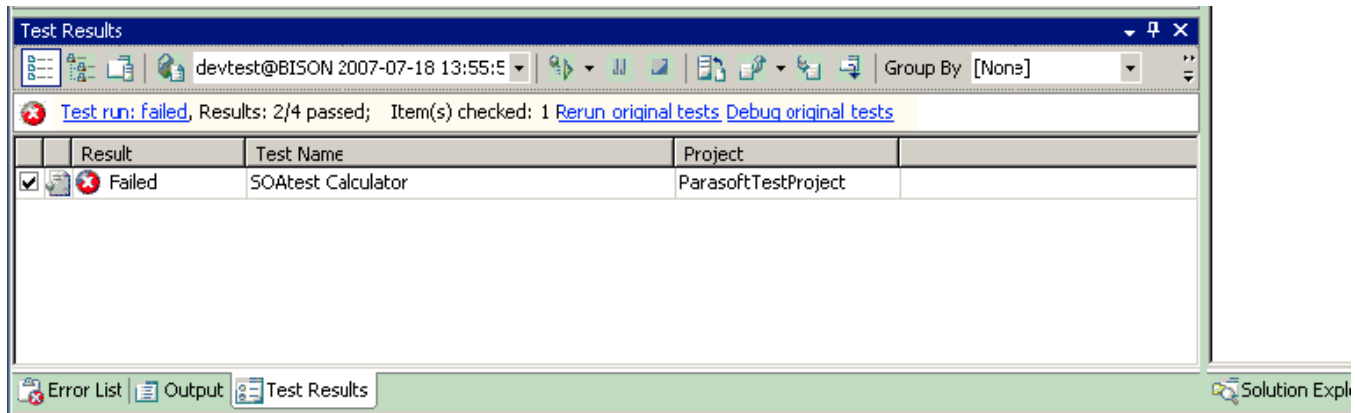 Test Results
devtest@BISON 2007-07-18 13:55:5 Group By [None]
Test run: failed, Results: 2/4 passed; Item(s) checked: 1 Rerun original tests Debug original tests
Result Test Name Project
Failed SOAtest Calculator ParasoftTestProject
Error List Output Test Results Solution Explo